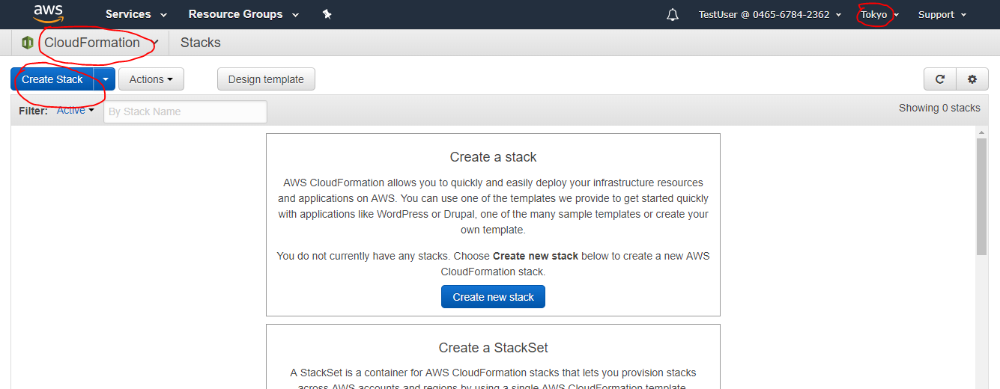 aws Services Resource Groups TestUser @ 0465-6784-2362 Tokyo Support
CloudFormation Stacks
Create Stack Actions Design template
Filter: Active By Stack Name Showing 0 stacks
Create a stack
AWS CloudFormation allows you to quickly and easily deploy your infrastructure resources
and applications on AWS. You can use one of the templates we provide to get started quickly
with applications like WordPress or Drupal, one of the many sample templates or create your
own template.
You do not currently have any stacks. Choose Create new stack below to create a new AWS
CloudFormation stack.
Create new stack
Create a StackSet
A StackSet is a container for AWS CloudFormation stacks that lets you provision stacks
across AWS accounts and regions by using a single AWS CloudFormation template